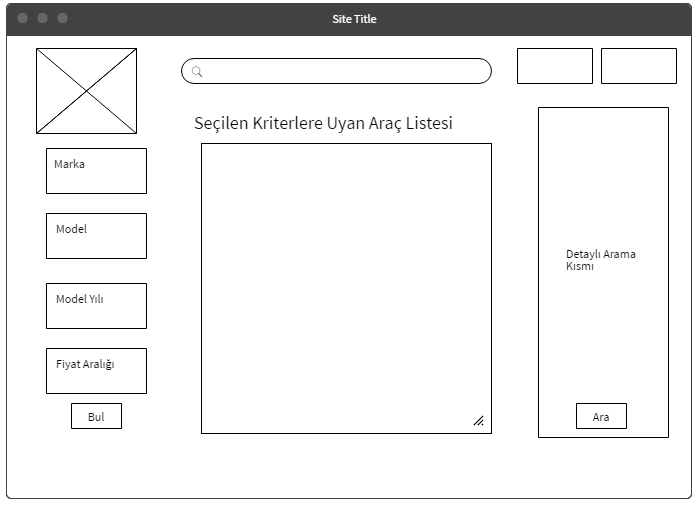 Site Title
Seçilen Kriterlere Uyan Araç Listesi
Marka
Model
Model Yılı
Fiyat Aralığı
Bul
Detaylı Arama
Kısmı
Ara